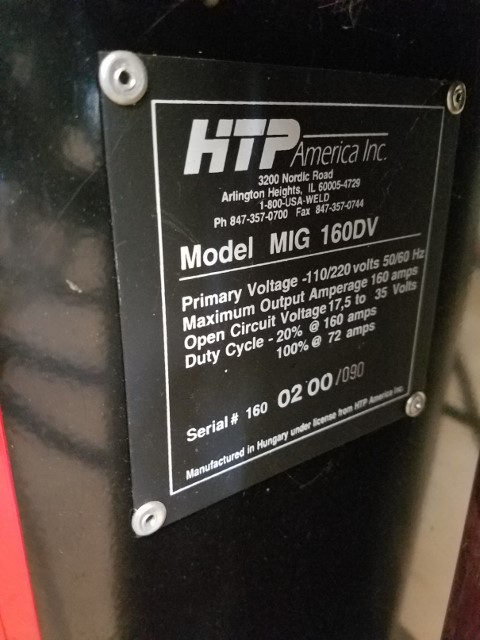 HTP America Inc.
3200 Nordic Road
Arlington Heights, IL 60005-4729
1-800-USA-WELD
Ph 847-357-0700 Fax 847-357-0744
Model MIG 160DV
Primary Voltage -110/220 volts 50/60 Hz
Maximum Output Amperage 160 amps
Open Circuit Voltage 17,5 to 35 Volts
Duty Cycle - 20% @ 160 amps
100% @ 72 amps
Serial # 160 02 00/090
Manufactured in Hungary under license from HTP America Inc.